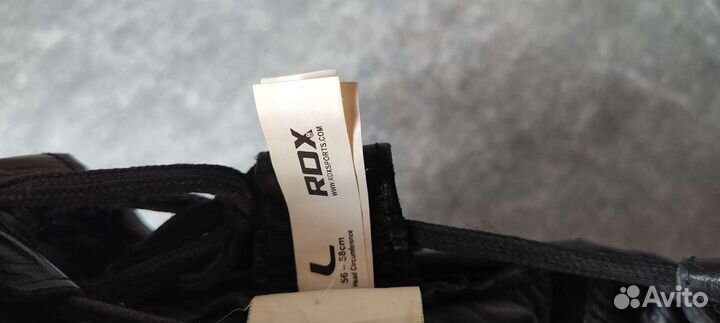 RDX
WWW.RDXSPORTS.COM
L
56 – 58cm
Head Circumference
Avito